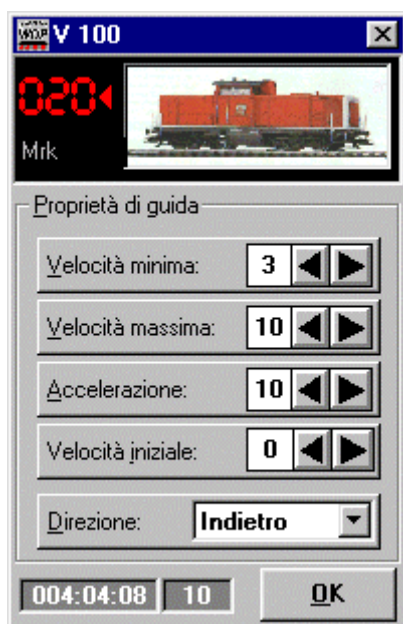 WDP V 100
020
Mrk
Proprietà di guida
Velocità minima: 3
Velocità massima: 10
Accelerazione: 10
Velocità iniziale: 0
Direzione: Indietro
004:04:08 10 OK